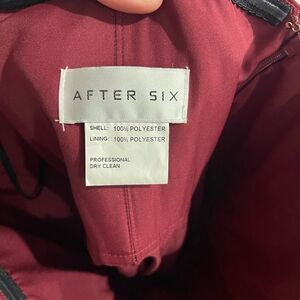 AFTER SIX
SHELL: 100% POLYESTER
LINING: 100% POLYESTER
PROFESSIONAL
DRY CLEAN